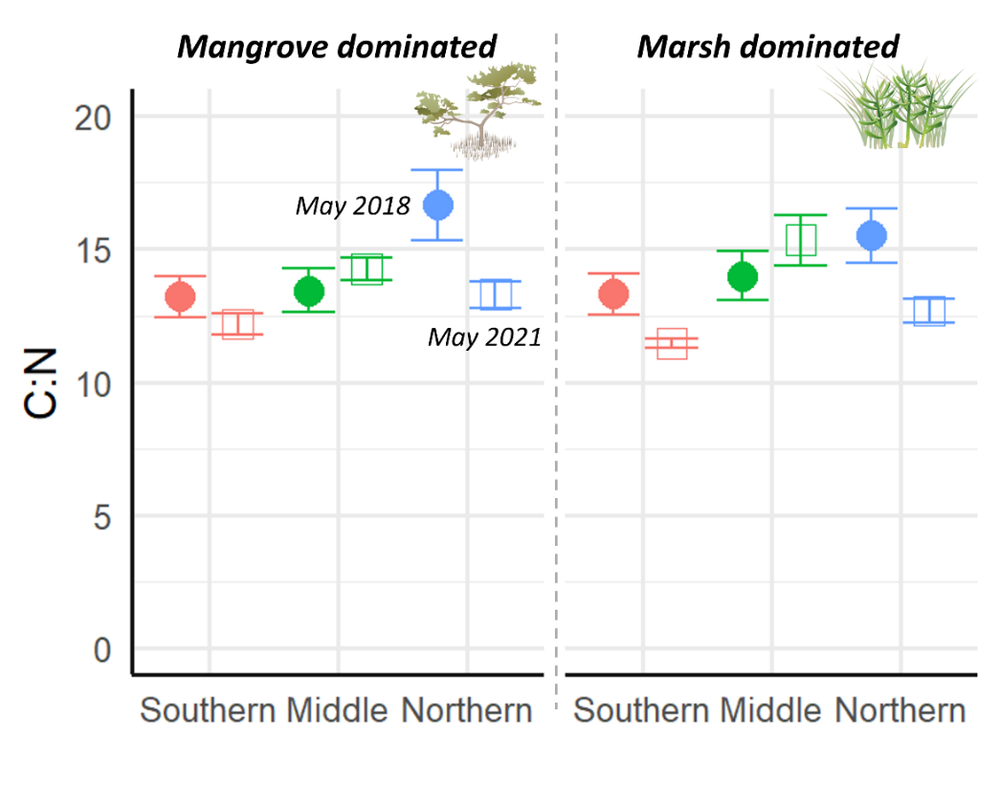 Mangrove dominated
Marsh dominated
20
15
10
5
0
C:N
May 2018
May 2021
Southern Middle Northern
Southern Middle Northern